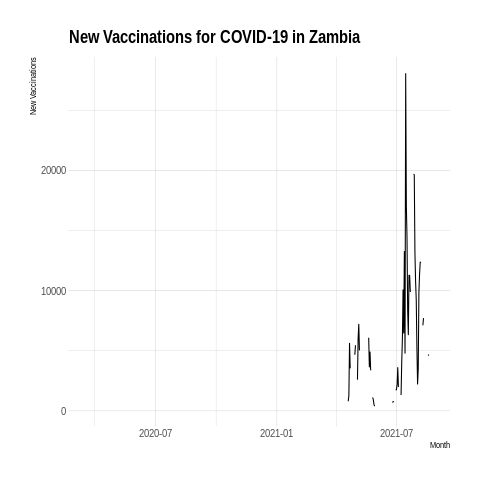 New Vaccinations for COVID-19 in Zambia
New Vaccinations
20000
10000
0
2020-07
2021-01
2021-07
Month